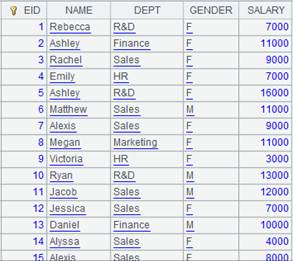 EID NAME DEPT GENDER SALARY
1 Rebecca R&D F 7000
2 Ashley Finance F 11000
3 Rachel Sales F 9000
4 Emily HR F 7000
5 Ashley R&D F 16000
6 Matthew Sales M 11000
7 Alexis Sales F 9000
8 Megan Marketing F 11000
9 Victoria HR F 3000
10 Ryan R&D M 13000
11 Jacob Sales M 12000
12 Jessica Sales F 7000
13 Daniel Finance M 10000
14 Alyssa Sales F 4000
15 Alexis Sales F 8000